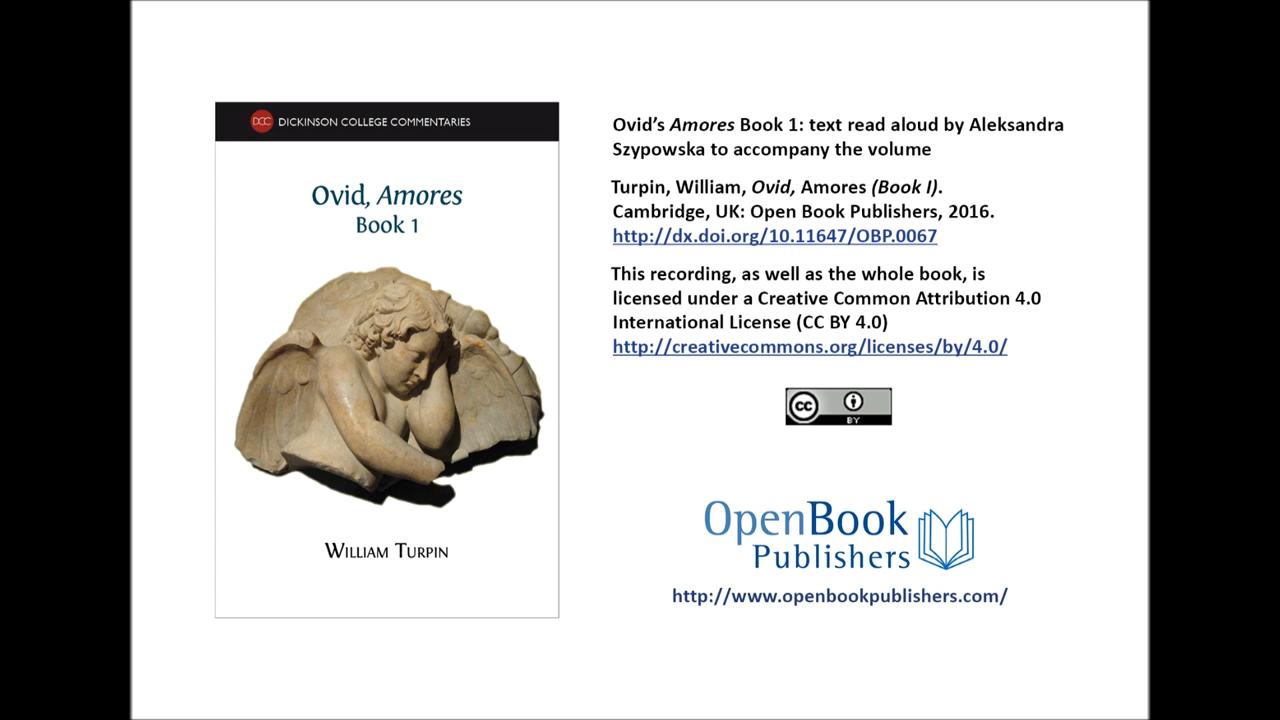 DCC DICKINSON COLLEGE COMMENTARIES
Ovid, Amores
Book 1
WILLIAM TURPIN
Ovid's Amores Book 1: text read aloud by Aleksandra
Szypowska to accompany the volume
Turpin, William, Ovid, Amores (Book I).
Cambridge, UK: Open Book Publishers, 2016.
http://dx.doi.org/10.11647/OBP.0067
This recording, as well as the whole book, is
licensed under a Creative Common Attribution 4.0
International License (CC BY 4.0)
http://creativecommons.org/licenses/by/4.0/
cc
BY
OpenBook
Publishers
http://www.openbookpublishers.com/